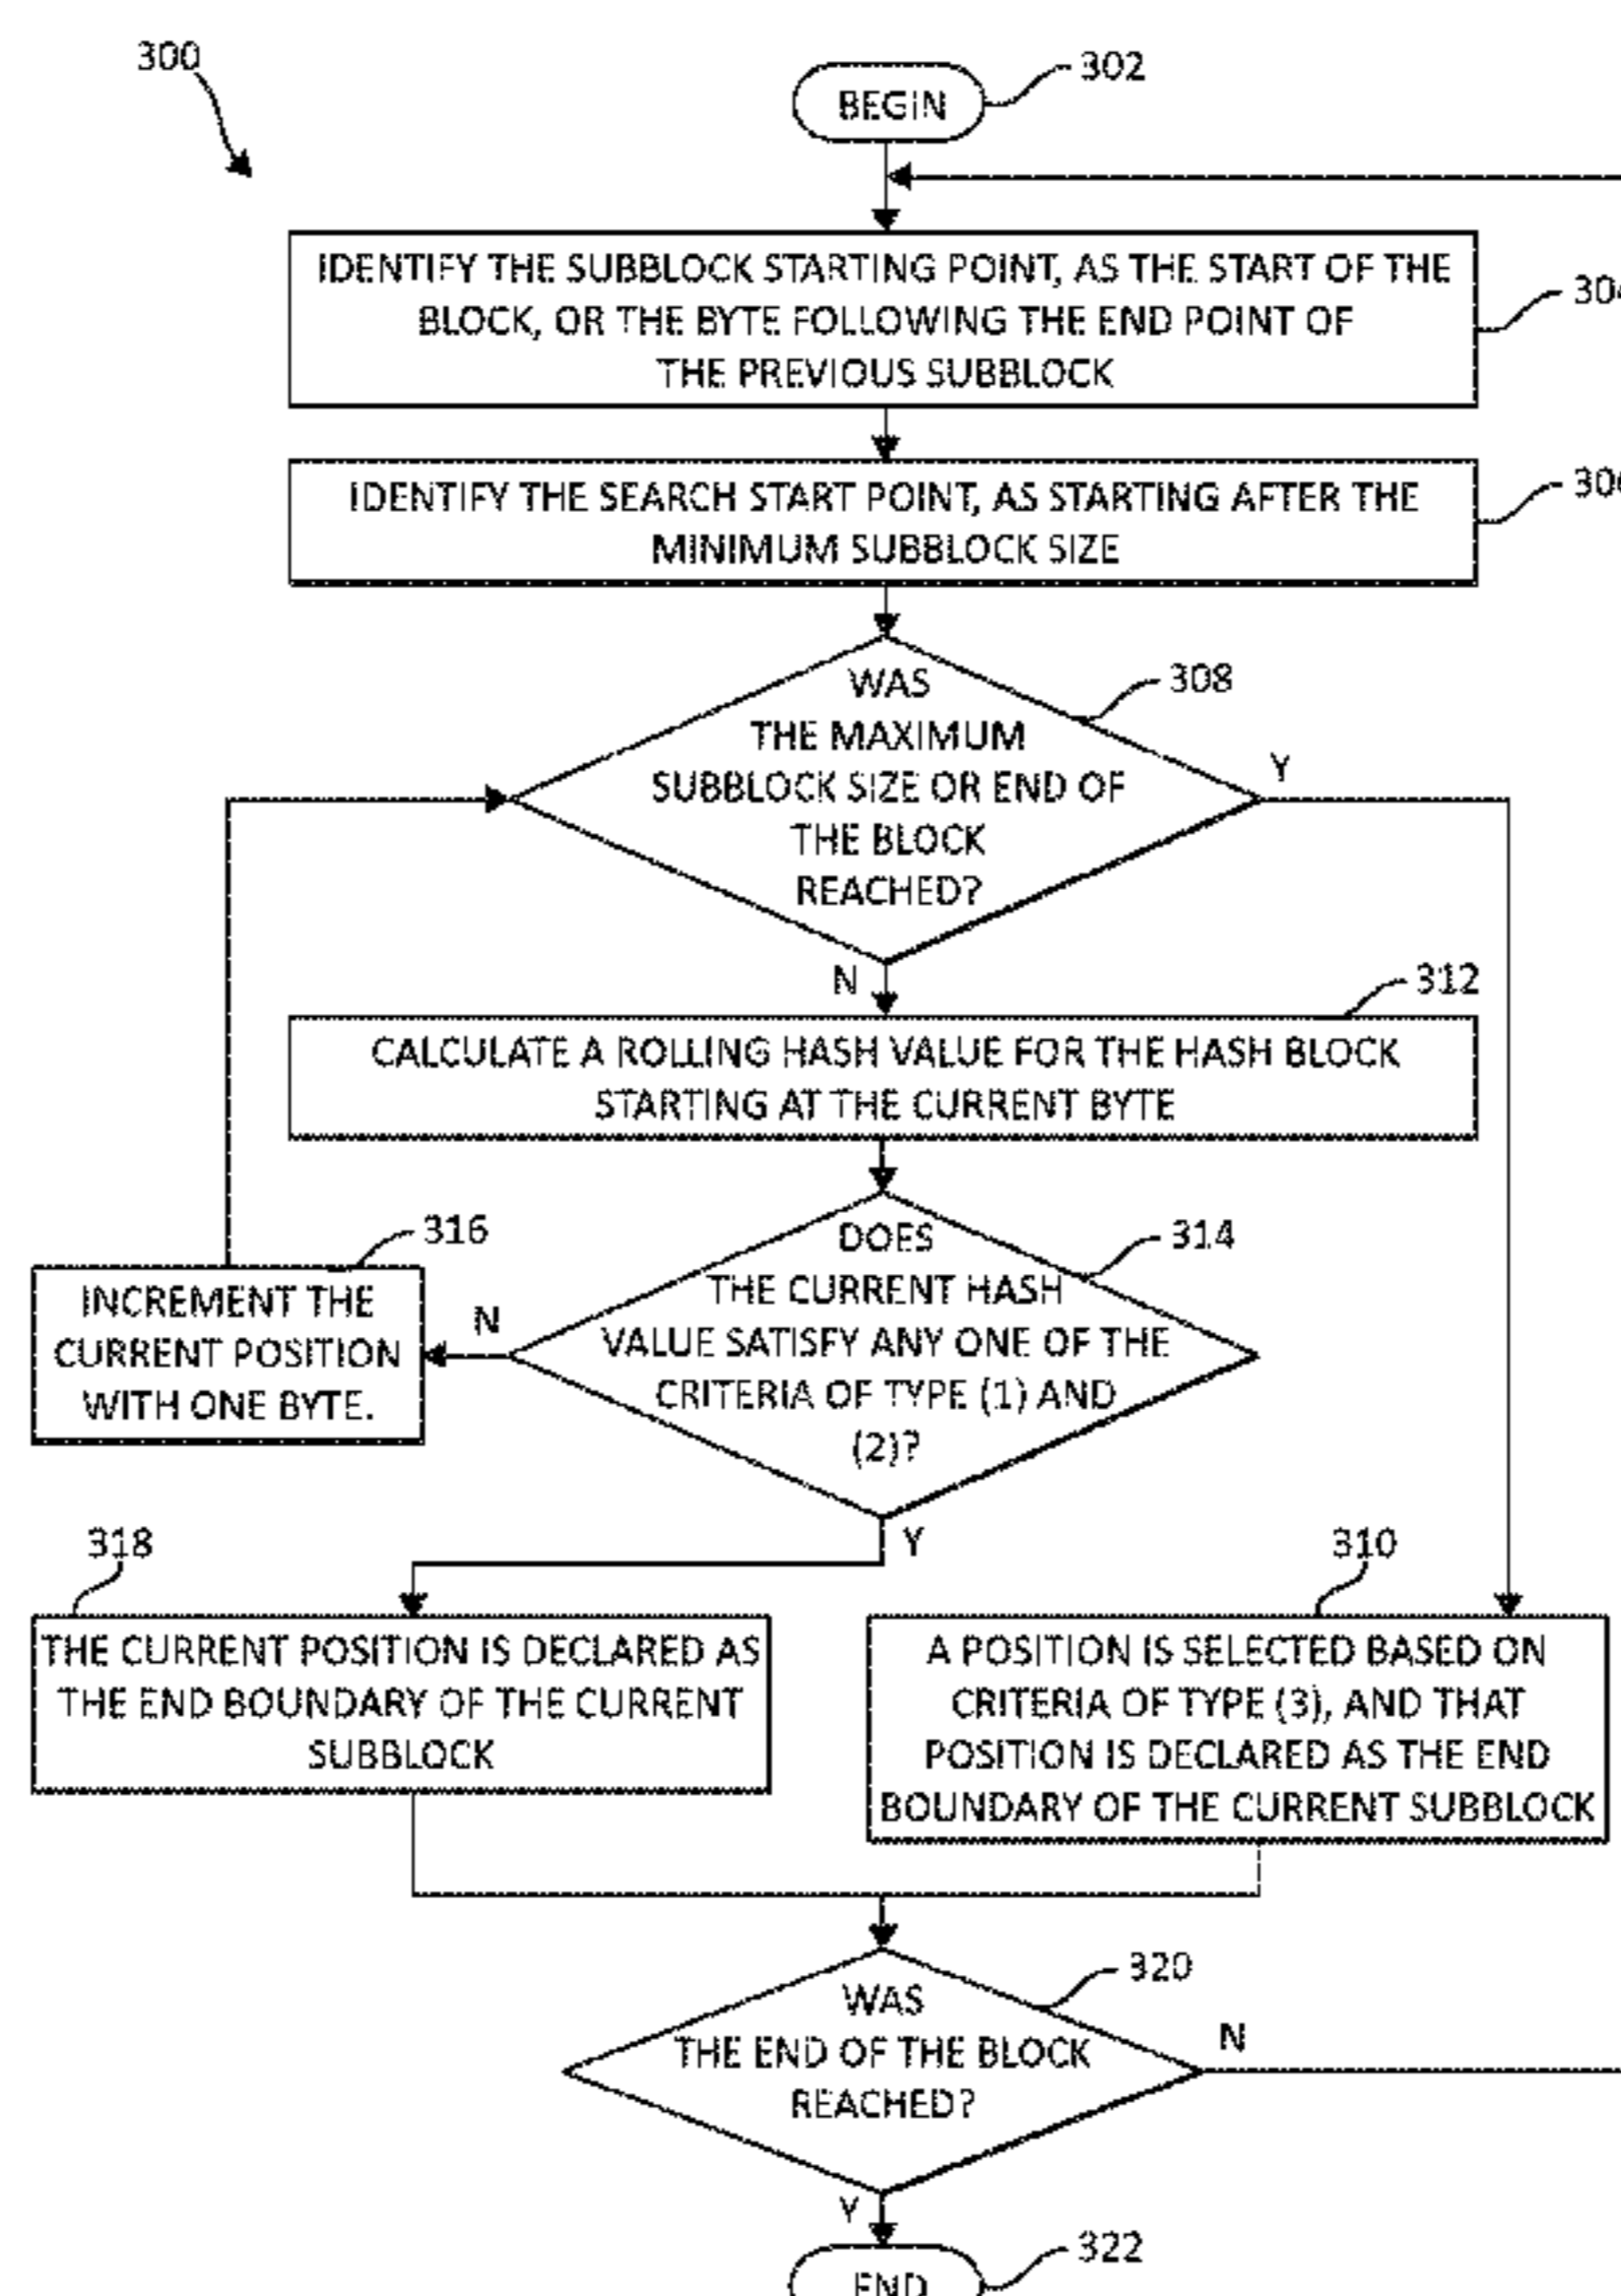 300
302
BEGIN
IDENTIFY THE SUBBLOCK STARTING POINT, AS THE START OF THE
BLOCK, OR THE BYTE FOLLOWING THE END POINT OF
THE PREVIOUS SUBBLOCK
IDENTIFY THE SEARCH START POINT, AS STARTING AFTER THE
MINIMUM SUBBLOCK SIZE
WAS
THE MAXIMUM
SUBBLOCK SIZE OR END OF
THE BLOCK
REACHED?
308
Y
N
312
CALCULATE A ROLLING HASH VALUE FOR THE HASH BLOCK
STARTING AT THE CURRENT BYTE
316
INCREMENT THE
CURRENT POSITION
WITH ONE BYTE.
N
DOES
THE CURRENT HASH
VALUE SATISFY ANY ONE OF THE
CRITERIA OF TYPE (1) AND
(2)?
314
Y
318
THE CURRENT POSITION IS DECLARED AS
THE END BOUNDARY OF THE CURRENT
SUBBLOCK
310
A POSITION IS SELECTED BASED ON
CRITERIA OF TYPE (3), AND THAT
POSITION IS DECLARED AS THE END
BOUNDARY OF THE CURRENT SUBBLOCK
WAS
THE END OF THE BLOCK
REACHED?
320
N
Y
322
END